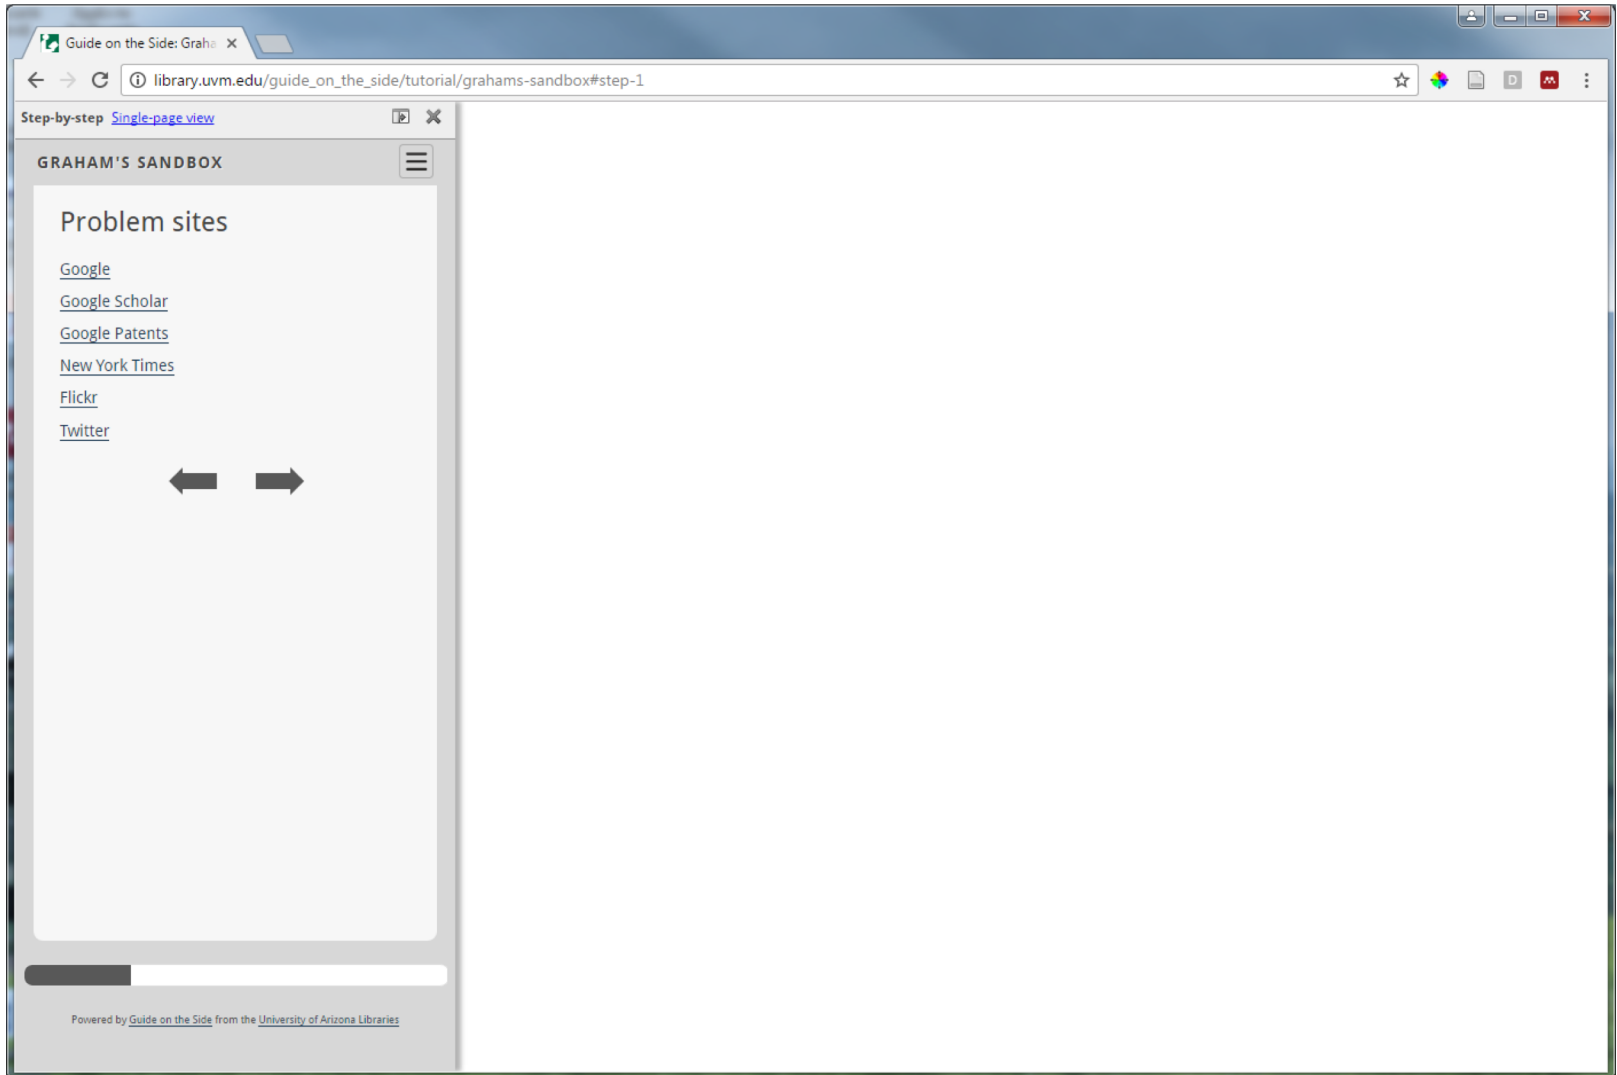 Guide on the Side: Graha
library.uvm.edu/guide_on_the_side/tutorial/grahams-sandbox#step-1
D
Step-by-step Single-page view
GRAHAM'S SANDBOX
Problem sites
Google
Google Scholar
Google Patents
New York Times
Flickr
Twitter
Powered by Guide on the Side from the University of Arizona Libraries